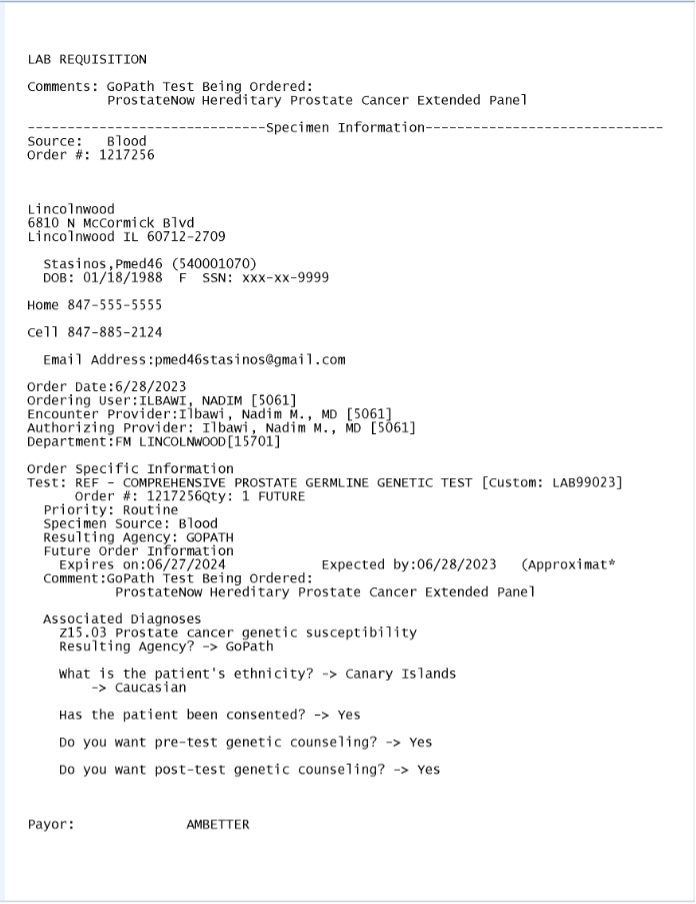 LAB REQUISITION
Comments: GoPath Test Being Ordered:
ProstateNow Hereditary Prostate Cancer Extended Panel
------------------------------Specimen Information------------------------------
Source: Blood
Order #: 1217256
Lincolnwood
6810 N McCormick Blvd
Lincolnwood IL 60712-2709
Stasinos,Pmed46 (540001070)
DOB: 01/18/1988 F SSN: xxx-xx-9999
Home 847-555-5555
Cell 847-885-2124
Email Address:pmed46stasinos@gmail.com
Order Date:6/28/2023
Ordering User:ILBAWI, NADIM [5061]
Encounter Provider:Ilbawi, Nadim M., MD [5061]
Authorizing Provider: Ilbawi, Nadim M., MD [5061]
Department:FM LINCOLNWOOD[15701]
Order Specific Information
Test: REF - COMPREHENSIVE PROSTATE GERMLINE GENETIC TEST [Custom: LAB99023]
Order #: 1217256Qty: 1 FUTURE
Priority: Routine
Specimen Source: Blood
Resulting Agency: GOPATH
Future Order Information
Expires on:06/27/2024 Expected by:06/28/2023 (Approximat*
Comment:GoPath Test Being Ordered:
ProstateNow Hereditary Prostate Cancer Extended Panel
Associated Diagnoses
Z15.03 Prostate cancer genetic susceptibility
Resulting Agency? -> GoPath
What is the patient's ethnicity? -> Canary Islands
-> Caucasian
Has the patient been consented? -> Yes
Do you want pre-test genetic counseling? -> Yes
Do you want post-test genetic counseling? -> Yes
Payor: AMBETTER